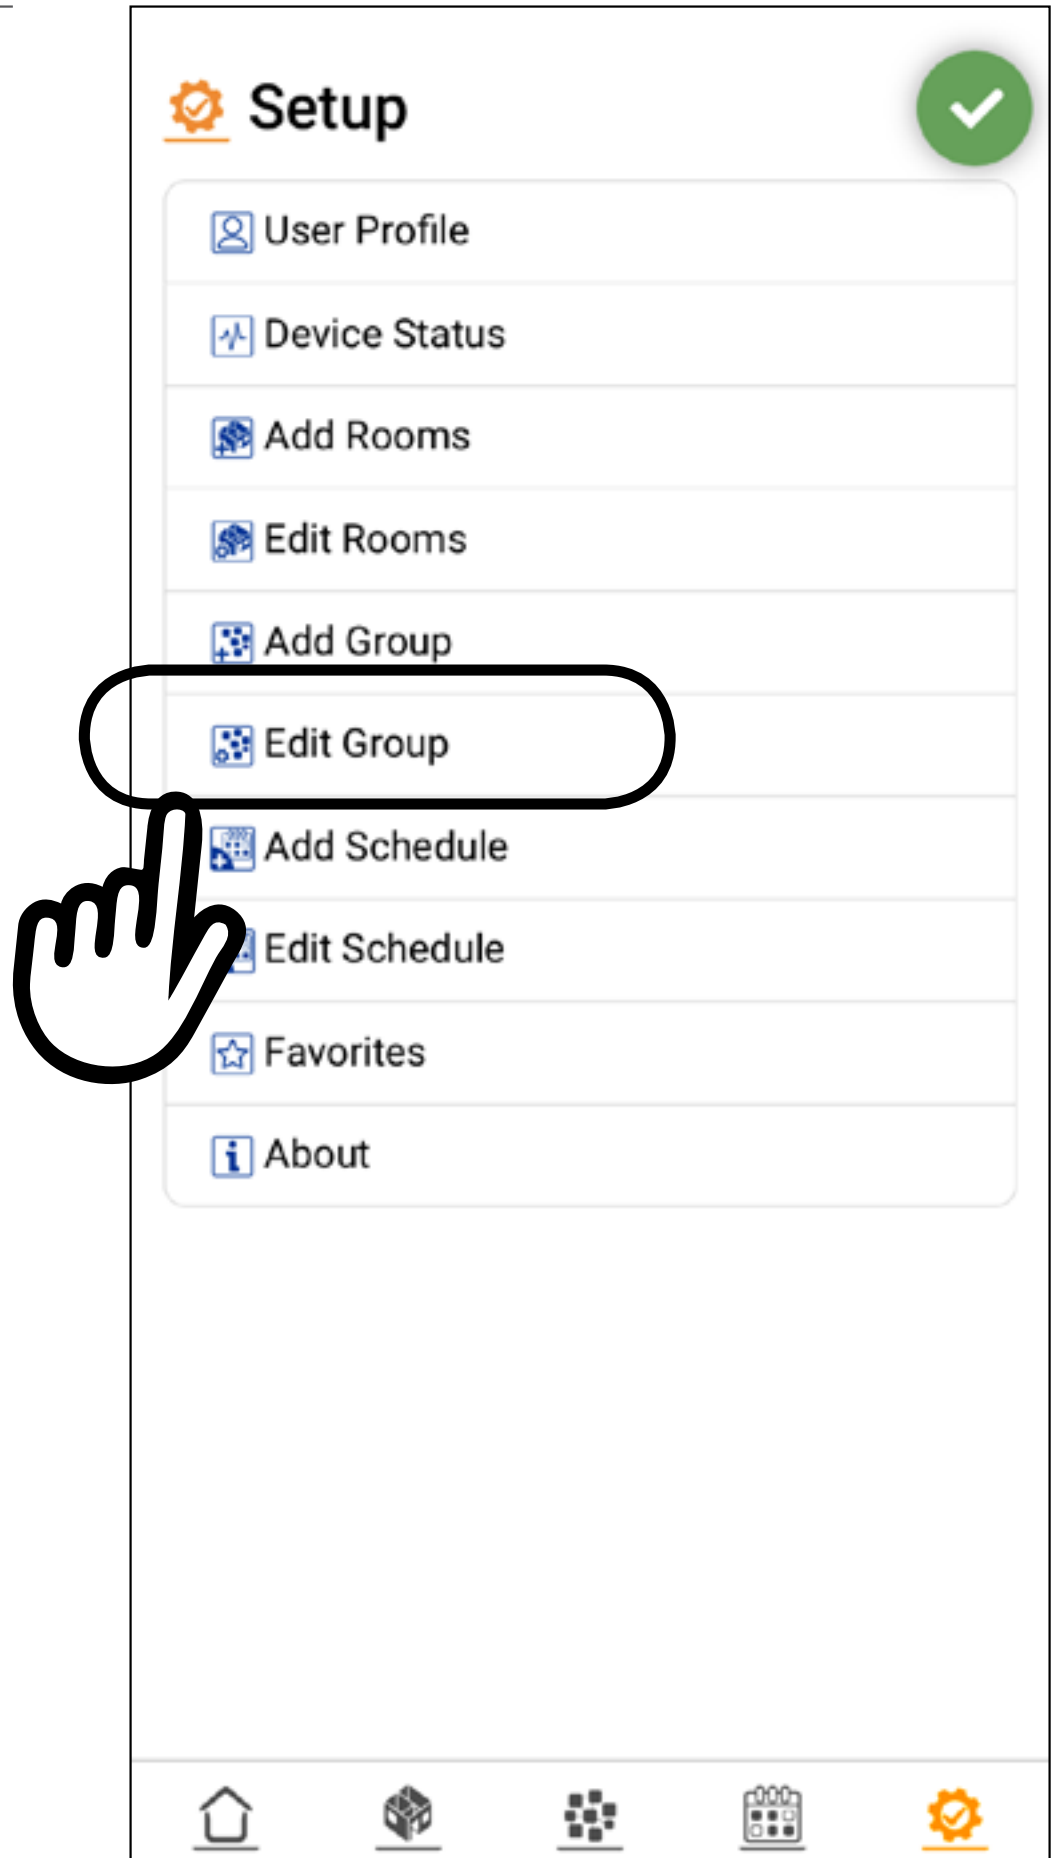 Setup
User Profile
Device Status
Add Rooms
Edit Rooms
Add Group
Edit Group
Add Schedule
Edit Schedule
Favorites
About